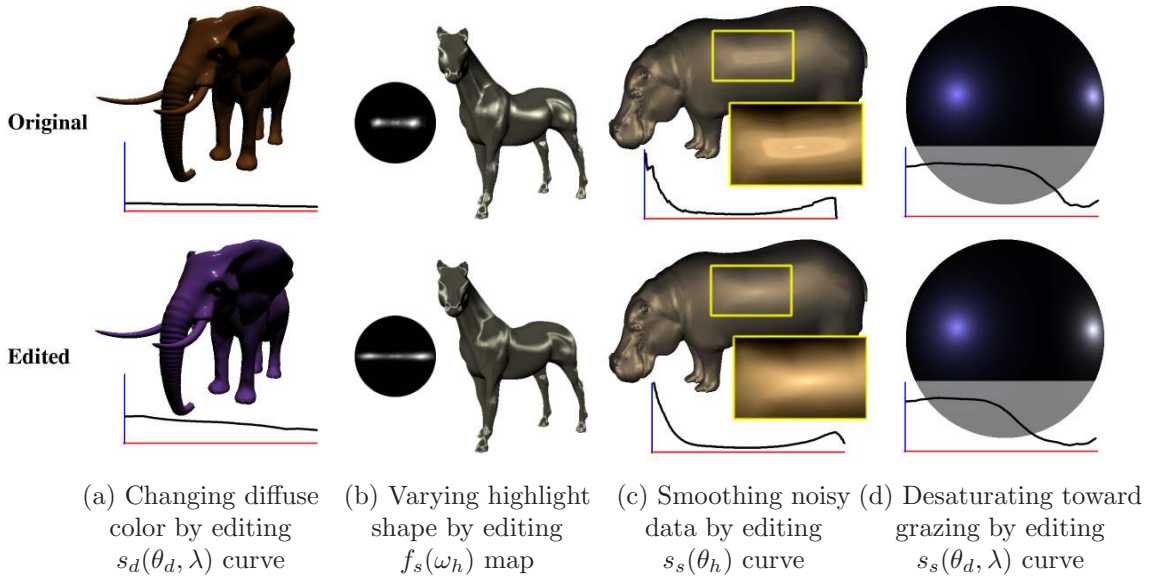 Original
Edited
(a) Changing diffuse
color by editing
s_d(θ_d, λ) curve
(b) Varying highlight
shape by editing
f_s(ω_h) map
(c) Smoothing noisy
data by editing
s_s(θ_h) curve
(d) Desaturating toward
grazing by editing
s_s(θ_d, λ) curve